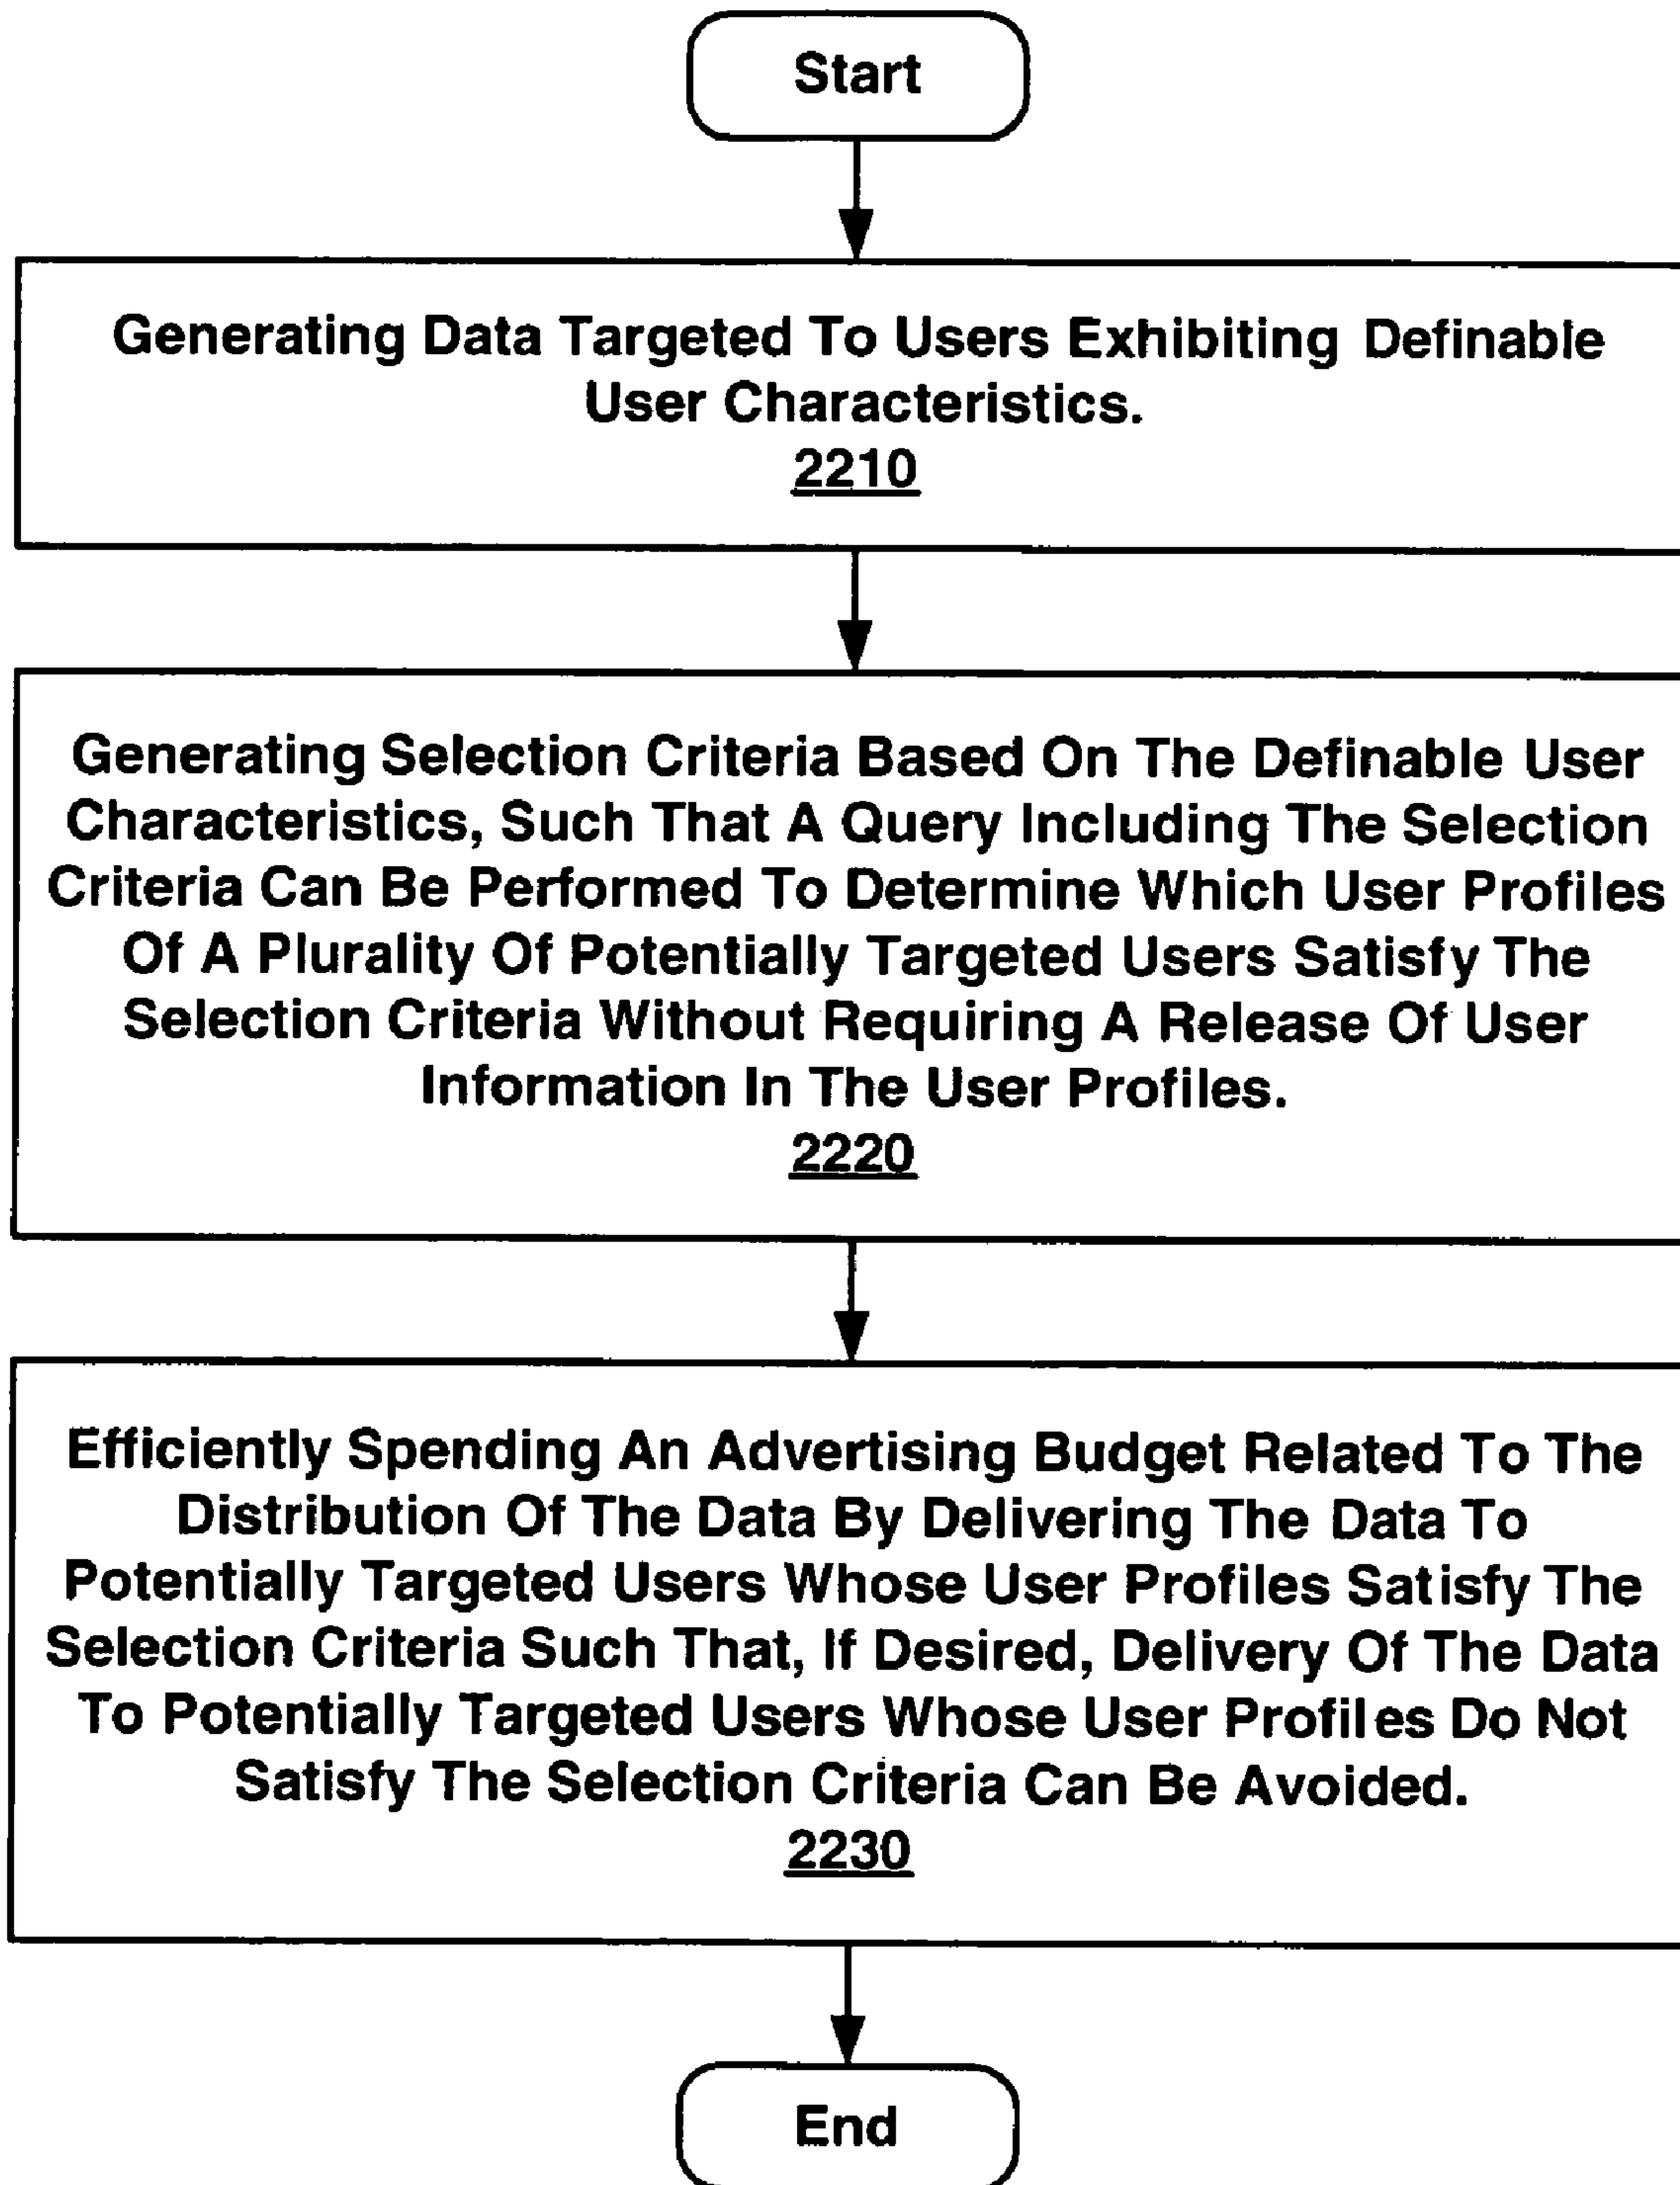 Start
Generating Data Targeted To Users Exhibiting Definable
User Characteristics.
2210
Generating Selection Criteria Based On The Definable User
Characteristics, Such That A Query Including The Selection
Criteria Can Be Performed To Determine Which User Profiles
Of A Plurality Of Potentially Targeted Users Satisfy The
Selection Criteria Without Requiring A Release Of User
Information In The User Profiles.
2220
Efficiently Spending An Advertising Budget Related To The
Distribution Of The Data By Delivering The Data To
Potentially Targeted Users Whose User Profiles Satisfy The
Selection Criteria Such That, If Desired, Delivery Of The Data
To Potentially Targeted Users Whose User Profiles Do Not
Satisfy The Selection Criteria Can Be Avoided.
2230
End